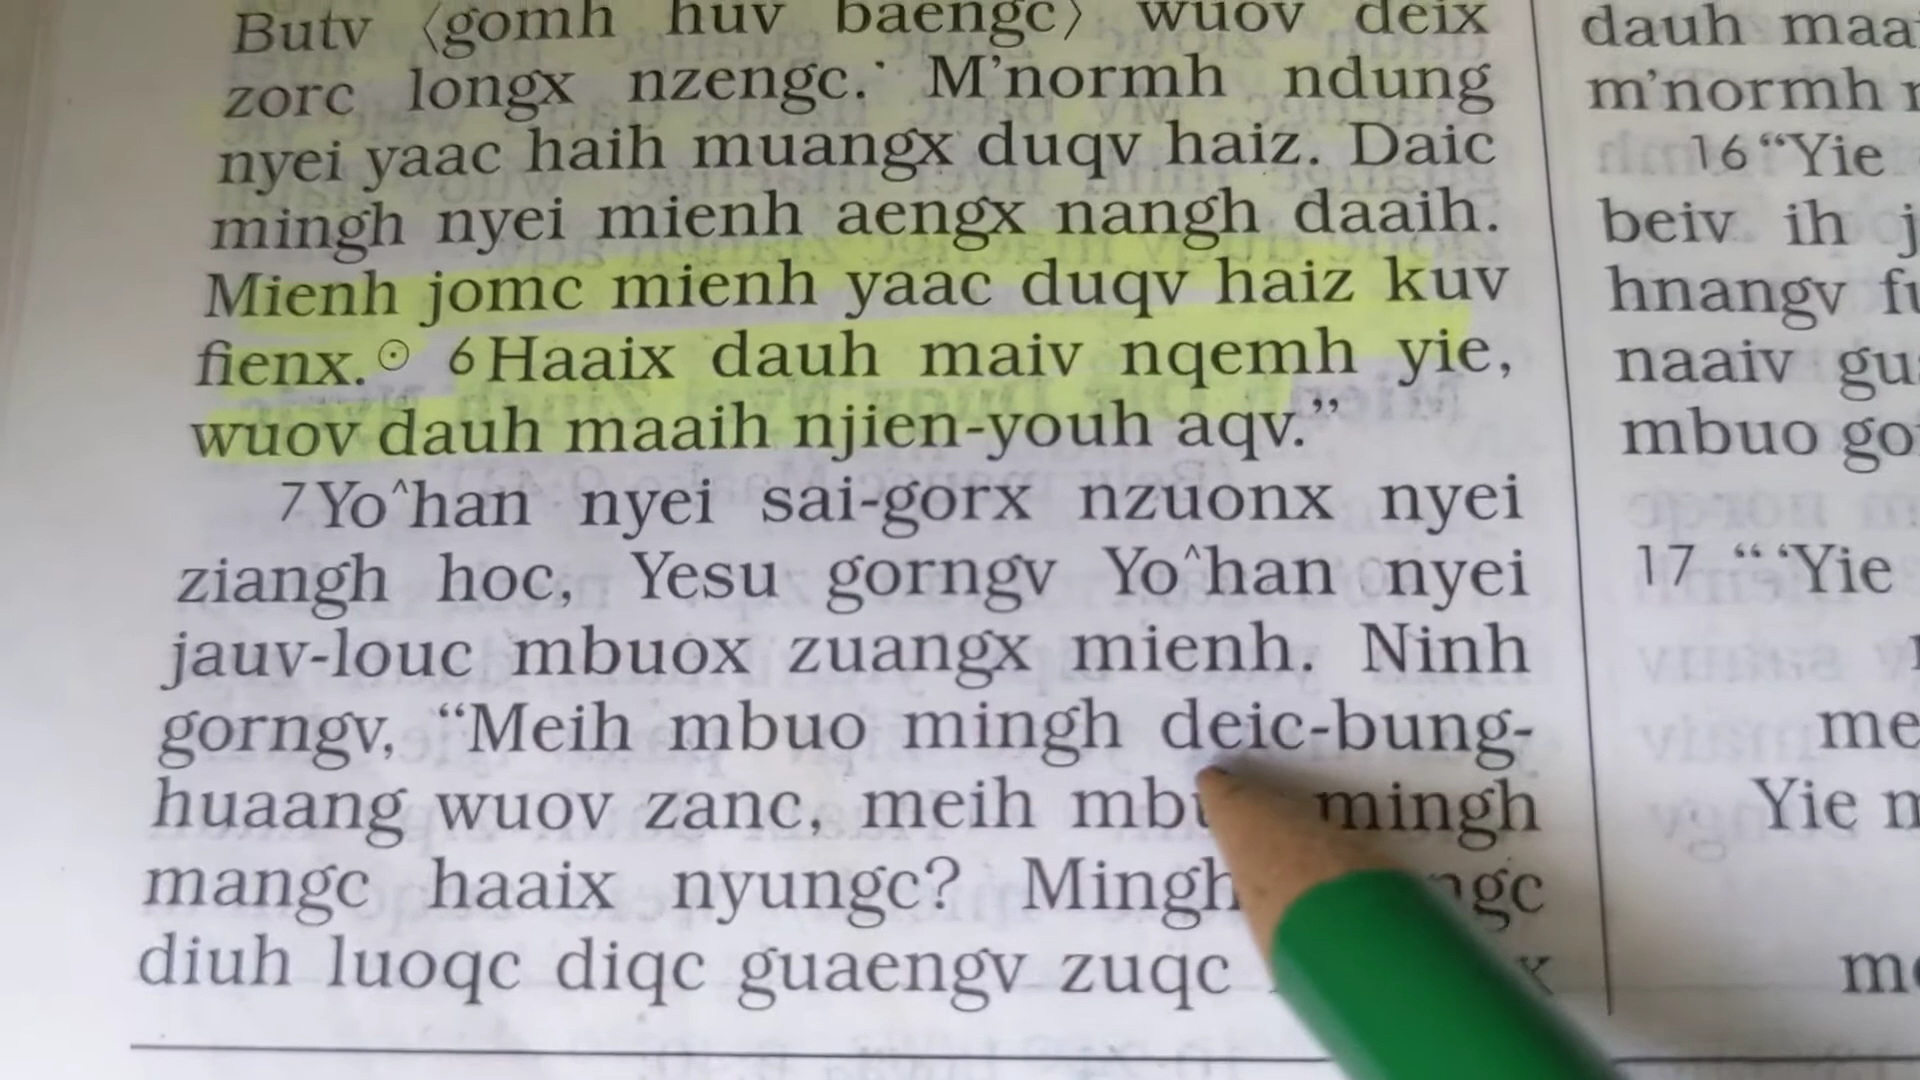 Butv ⟨gomh huv baengc⟩ wuov deix
zorc longx nzengc. M’normh ndung
nyei yaac haih muangx duqv haiz. Daic
mingh nyei mienh aengx nangh daaih.
Mienh jomc mienh yaac duqv haiz kuv
fienx.⊙ 6 Haaix dauh maiv nqemh yie,
wuov dauh maaih njien-youh aqv.”
7 Yo^han nyei sai-gorx nzuonx nyei
ziangh hoc, Yesu gorngv Yo^han nyei
jauv-louc mbuox zuangx mienh. Ninh
gorngv, “Meih mbuo mingh deic-bung-
huaang wuov zanc, meih mingh
mangc haaix nyungc? Mingh
diuh luoqc diqc guaengv zuqc
dauh
m’normh
16 “Yie
beiv ih
hnangv
naaiv
mbuo
17 “ ‘Yie
Yie